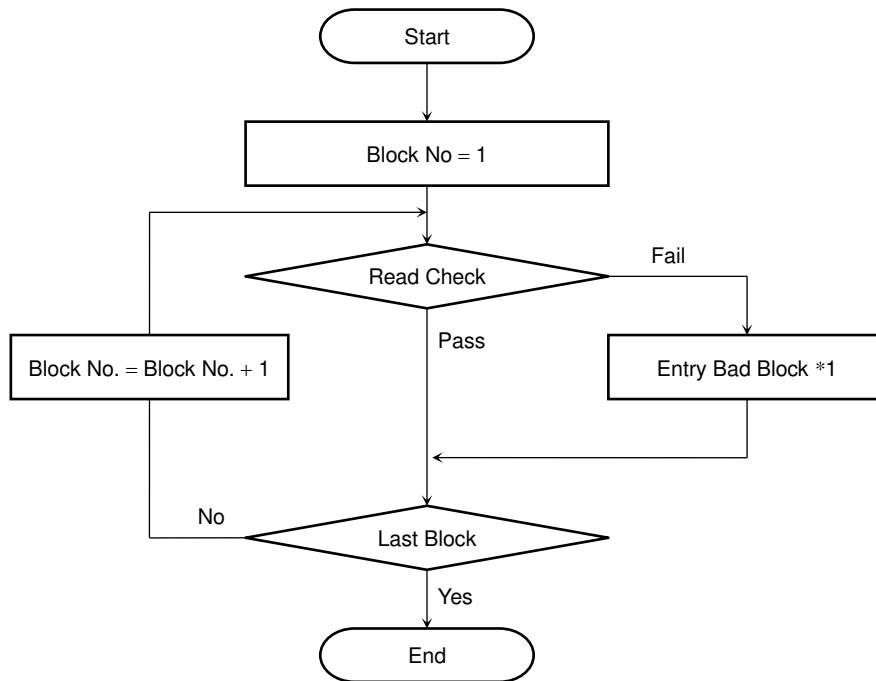 Start
Block No = 1
Read Check
Fail
Pass
Block No. = Block No. + 1
Entry Bad Block *1
No
Last Block
Yes
End